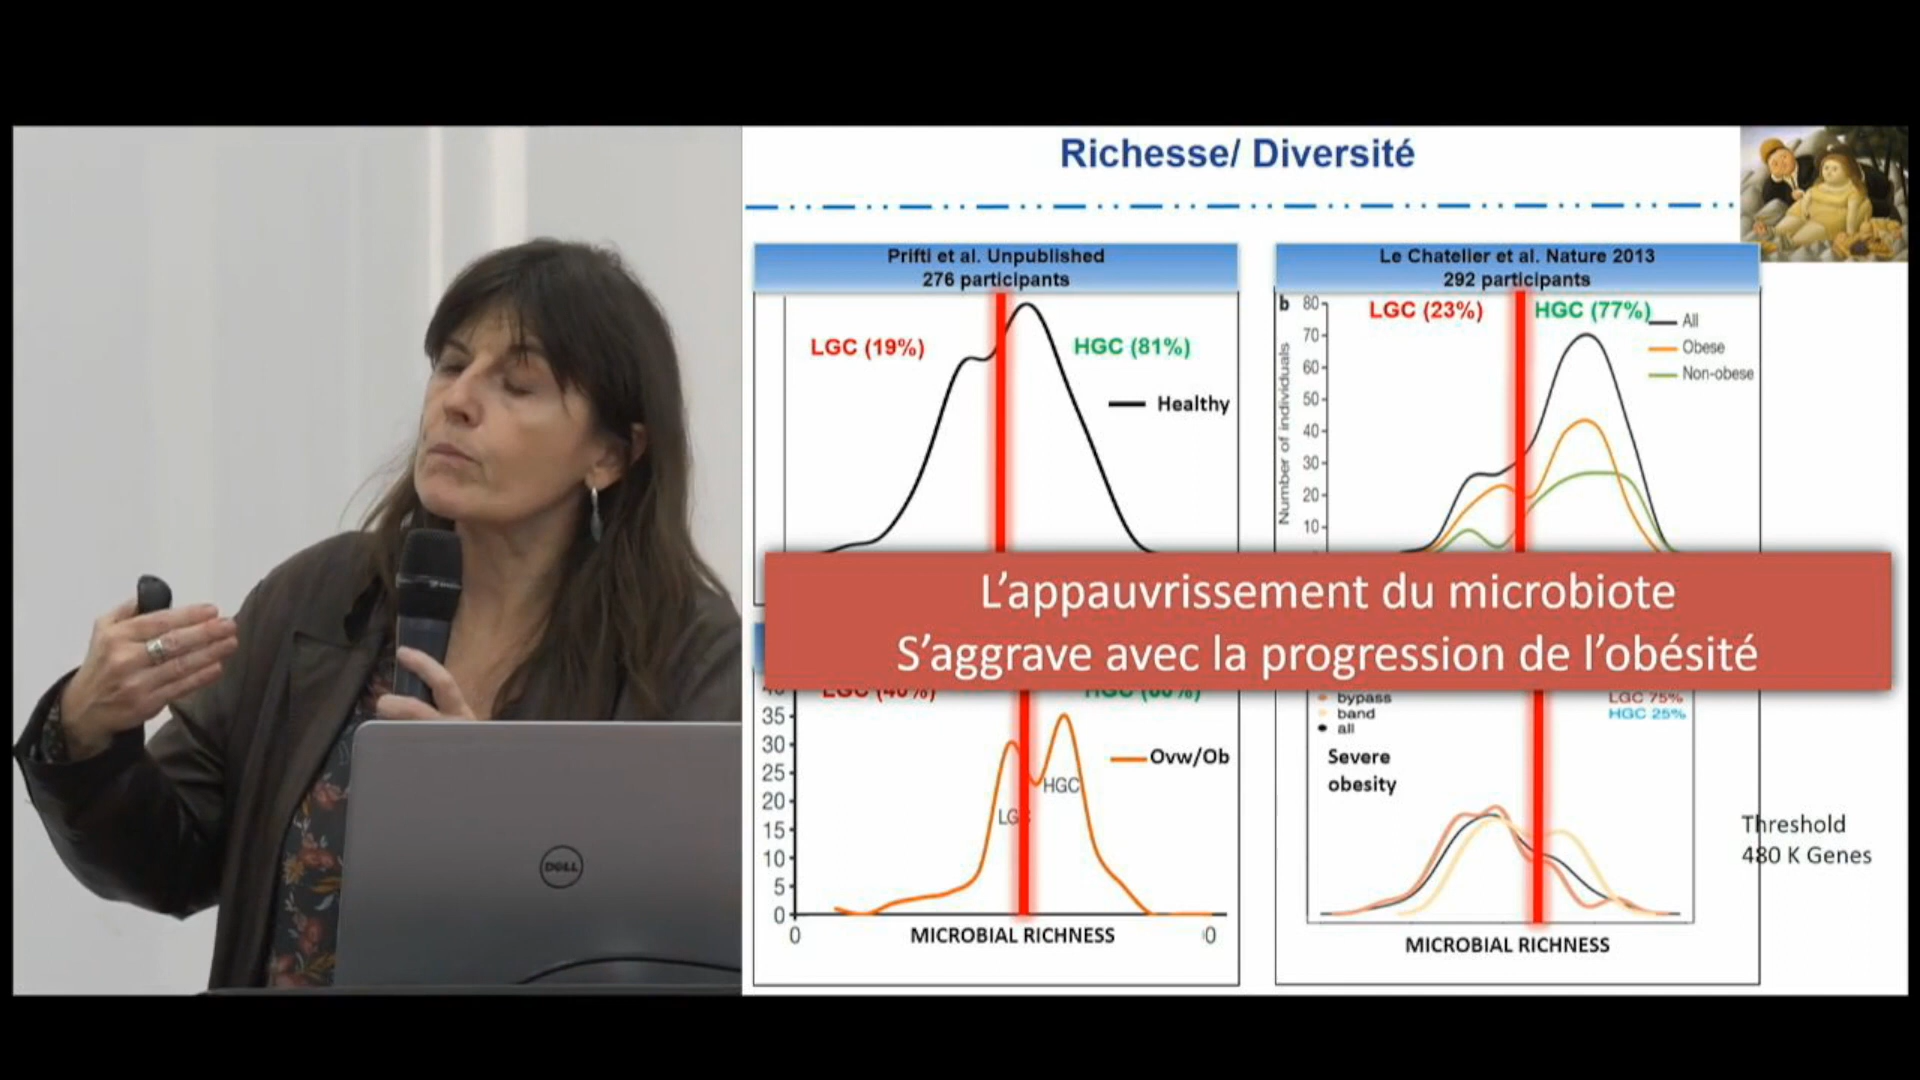 Richesse/ Diversité
Prifti et al. Unpublished
276 participants
LGC (19%)
HGC (81%)
Healthy
Le Chatelier et al. Nature 2013
292 participants
b
LGC (23%)
HGC (77%)
All
Obese
Non-obese
Number of individuals
80
70
60
50
40
30
20
10
L'appauvrissement du microbiote
S'aggrave avec la progression de l'obésité
LGC (40%)
35
30
25
20
15
10
5
0
Ovw/Ob
HGC
0
MICROBIAL RICHNESS
bypass
band
all
LGC 75%
HGC 25%
Severe
obesity
MICROBIAL RICHNESS
Threshold
480 K Genes
DELL